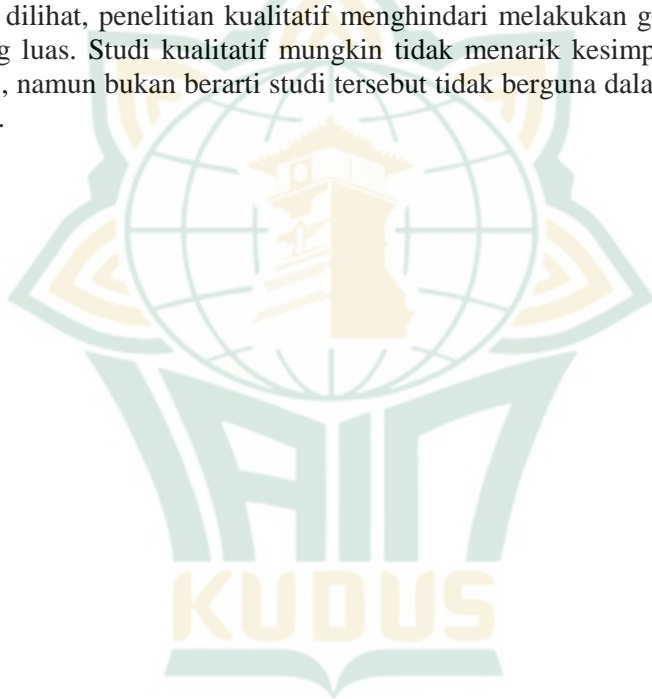 dilihat, penelitian kualitatif menghindari melakukan g
g luas. Studi kualitatif mungkin tidak menarik kesimp
, namun bukan berarti studi tersebut tidak berguna dala
.
IAIN
KUDUS